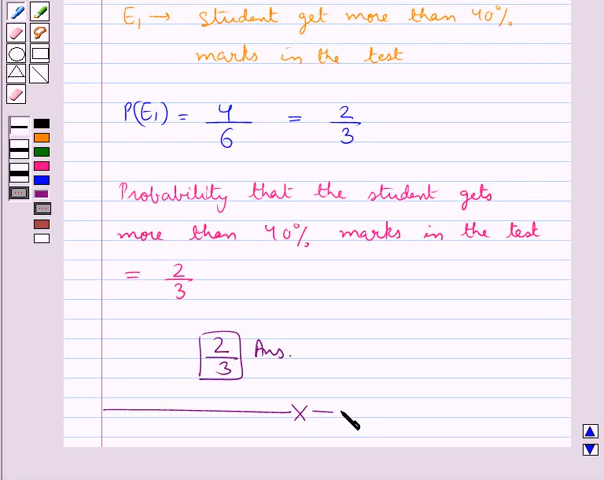 E₁ → student get more than 40%
marks in the test
P(E₁) = 4/6 = 2/3
Probability that the student gets
more than 40% marks in the test
= 2/3
2/3 Ans.